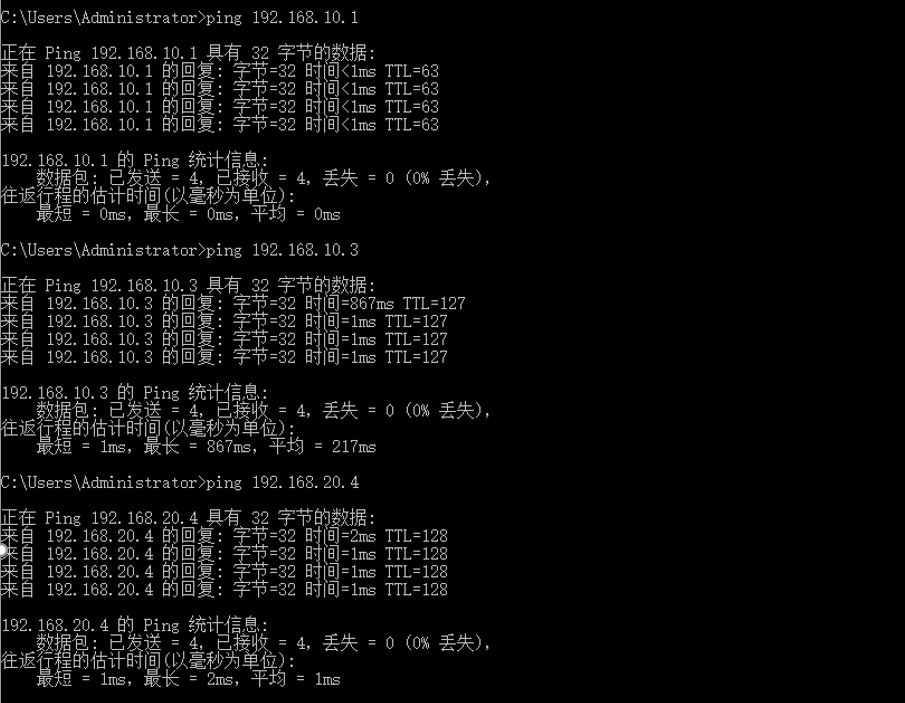 C:\Users\Administrator>ping 192.168.10.1
正在 Ping 192.168.10.1 具有 32 字节的数据:
来自 192.168.10.1 的回复: 字节=32 时间<1ms TTL=63
来自 192.168.10.1 的回复: 字节=32 时间<1ms TTL=63
来自 192.168.10.1 的回复: 字节=32 时间<1ms TTL=63
来自 192.168.10.1 的回复: 字节=32 时间<1ms TTL=63
192.168.10.1 的 Ping 统计信息:
数据包: 已发送 = 4, 已接收 = 4, 丢失 = 0 (0% 丢失),
往返行程的估计时间(以毫秒为单位):
最短 = 0ms, 最长 = 0ms, 平均 = 0ms
C:\Users\Administrator>ping 192.168.10.3
正在 Ping 192.168.10.3 具有 32 字节的数据:
来自 192.168.10.3 的回复: 字节=32 时间=867ms TTL=127
来自 192.168.10.3 的回复: 字节=32 时间=1ms TTL=127
来自 192.168.10.3 的回复: 字节=32 时间=1ms TTL=127
来自 192.168.10.3 的回复: 字节=32 时间=1ms TTL=127
192.168.10.3 的 Ping 统计信息:
数据包: 已发送 = 4, 已接收 = 4, 丢失 = 0 (0% 丢失),
往返行程的估计时间(以毫秒为单位):
最短 = 1ms, 最长 = 867ms, 平均 = 217ms
C:\Users\Administrator>ping 192.168.20.4
正在 Ping 192.168.20.4 具有 32 字节的数据:
来自 192.168.20.4 的回复: 字节=32 时间=2ms TTL=128
来自 192.168.20.4 的回复: 字节=32 时间=1ms TTL=128
来自 192.168.20.4 的回复: 字节=32 时间=1ms TTL=128
来自 192.168.20.4 的回复: 字节=32 时间=1ms TTL=128
192.168.20.4 的 Ping 统计信息:
数据包: 已发送 = 4, 已接收 = 4, 丢失 = 0 (0% 丢失),
往返行程的估计时间(以毫秒为单位):
最短 = 1ms, 最长 = 2ms, 平均 = 1ms